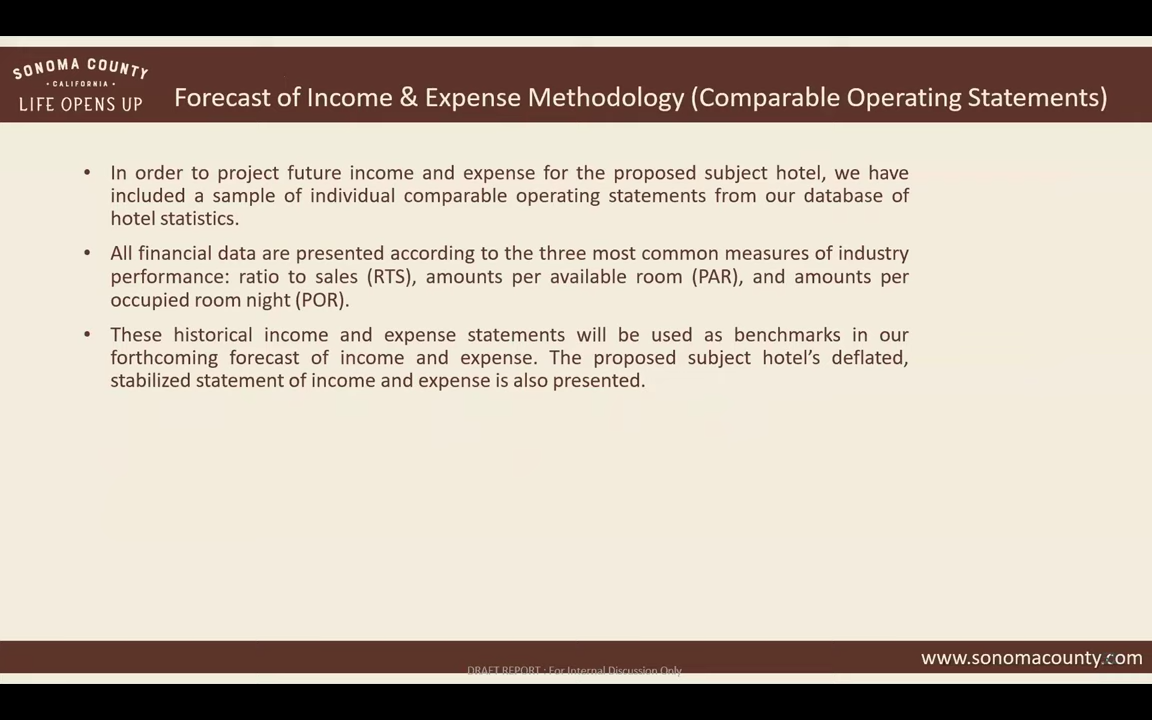 SONOMA COUNTY
• CALIFORNIA •
LIFE OPENS UP
Forecast of Income & Expense Methodology (Comparable Operating Statements)
• In order to project future income and expense for the proposed subject hotel, we have
included a sample of individual comparable operating statements from our database of
hotel statistics.
• All financial data are presented according to the three most common measures of industry
performance: ratio to sales (RTS), amounts per available room (PAR), and amounts per
occupied room night (POR).
• These historical income and expense statements will be used as benchmarks in our
forthcoming forecast of income and expense. The proposed subject hotel’s deflated,
stabilized statement of income and expense is also presented.
www.sonomacounty.com
DRAFT REPORT : For Internal Discussion Only